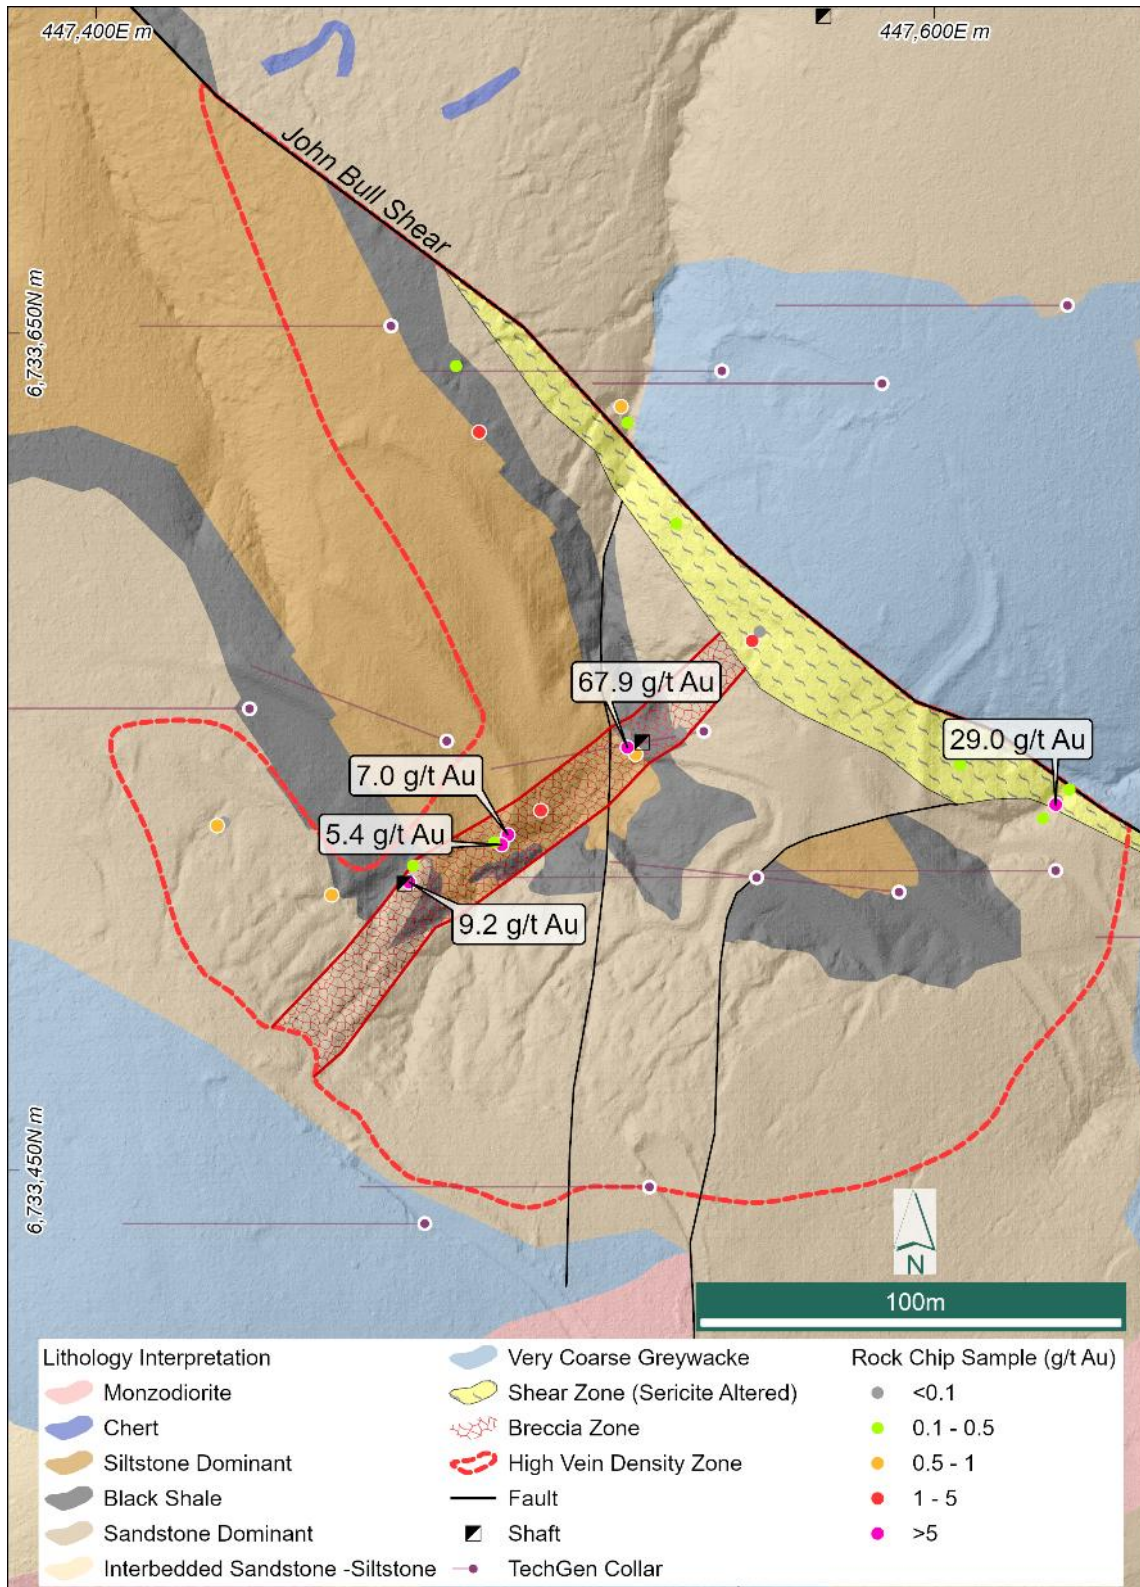 447,400E m
447,600E m
John Bull Shear
6,733,650N m
67.9 g/t Au
29.0 g/t Au
7.0 g/t Au
5.4 g/t Au
9.2 g/t Au
6,733,450N m
N
100m
Lithology Interpretation
Monzodiorite
Chert
Siltstone Dominant
Black Shale
Sandstone Dominant
Interbedded Sandstone -Siltstone
Very Coarse Greywacke
Shear Zone (Sericite Altered)
Breccia Zone
High Vein Density Zone
Fault
Shaft
TechGen Collar
Rock Chip Sample (g/t Au)
<0.1
0.1 - 0.5
0.5 - 1
1 - 5
>5